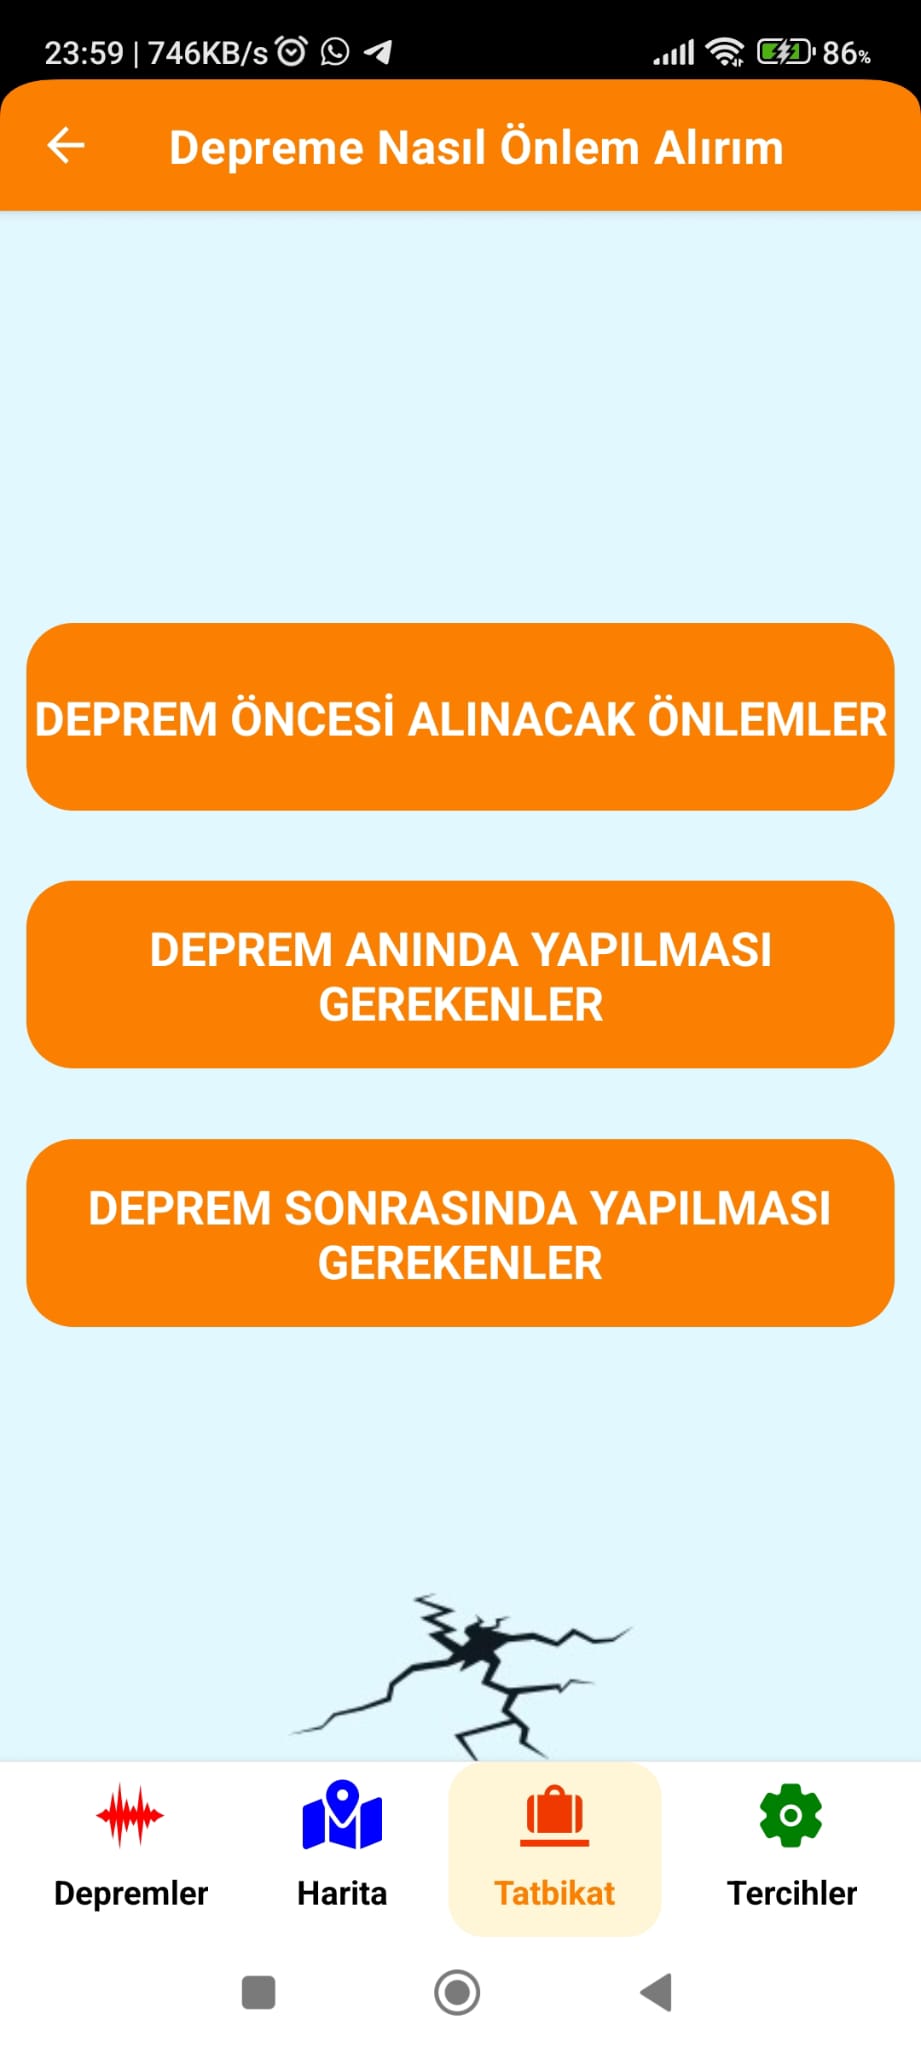 23:59 | 746KB/s 86%
Depreme Nasıl Önlem Alırım
DEPREM ÖNCESİ ALINACAK ÖNLEMLER
DEPREM ANINDA YAPILMASI
GEREKENLER
DEPREM SONRASINDA YAPILMASI
GEREKENLER
Depremler Harita Tatbikat Tercihler